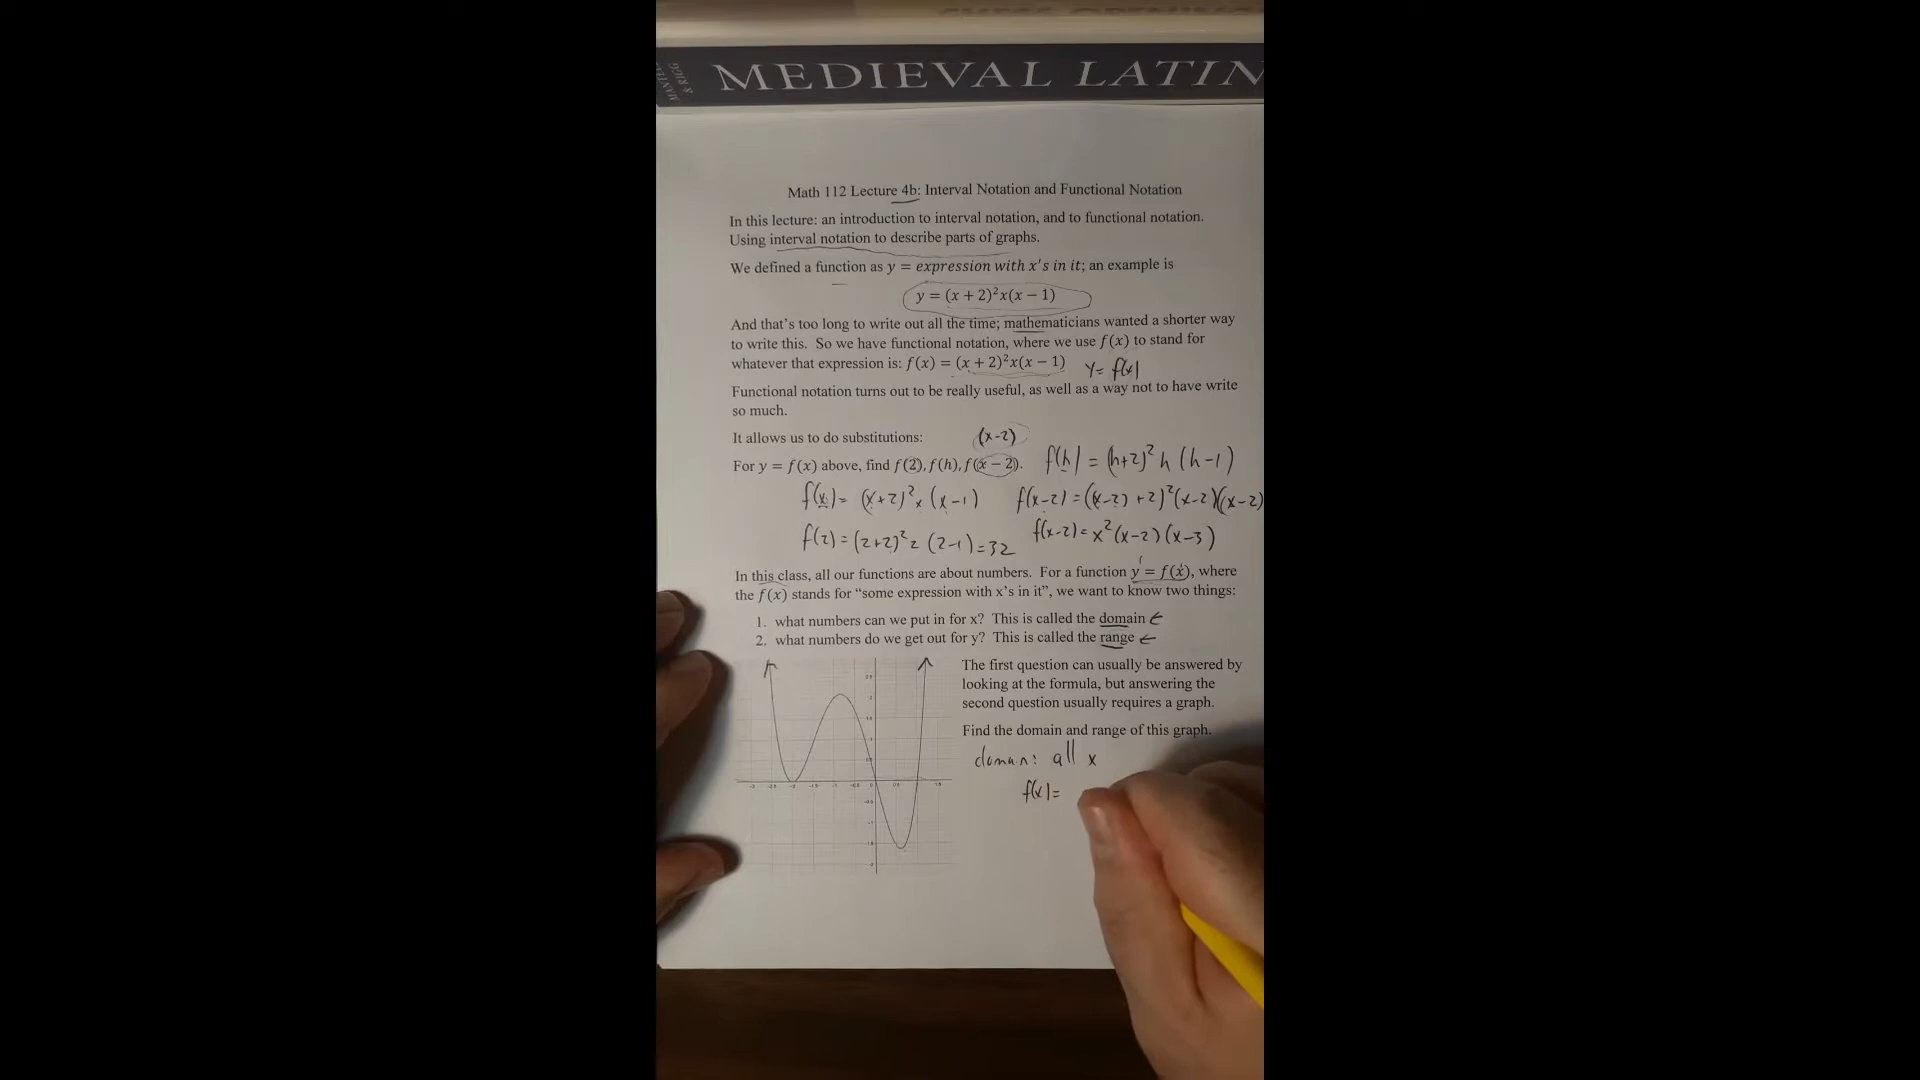 MANTELLO & RIGG
MEDIEVAL LATIN
Math 112 Lecture 4b: Interval Notation and Functional Notation
In this lecture: an introduction to interval notation, and to functional notation.
Using interval notation to describe parts of graphs.
We defined a function as y = expression with x's in it; an example is
y = (x + 2)²x(x − 1)
And that's too long to write out all the time; mathematicians wanted a shorter way
to write this. So we have functional notation, where we use f(x) to stand for
whatever that expression is: f(x) = (x + 2)²x(x − 1) y = f(x)
Functional notation turns out to be really useful, as well as a way not to have write
so much.
It allows us to do substitutions: (x-2)
For y = f(x) above, find f(2), f(h), f(x − 2). f(h) = (h+2)² h (h-1)
f(x) = (x+2)² x (x-1) f(x-2) = ((x-2)+2)² (x-2)((x-2)
f(2) = (2+2)² 2 (2-1) = 32 f(x-2) = x² (x-2)(x-3)
In this class, all our functions are about numbers. For a function y = f(x), where
the f(x) stands for "some expression with x's in it", we want to know two things:
1. what numbers can we put in for x? This is called the domain ←
2. what numbers do we get out for y? This is called the range ←
The first question can usually be answered by
looking at the formula, but answering the
second question usually requires a graph.
Find the domain and range of this graph.
domain: all x
f(x) =